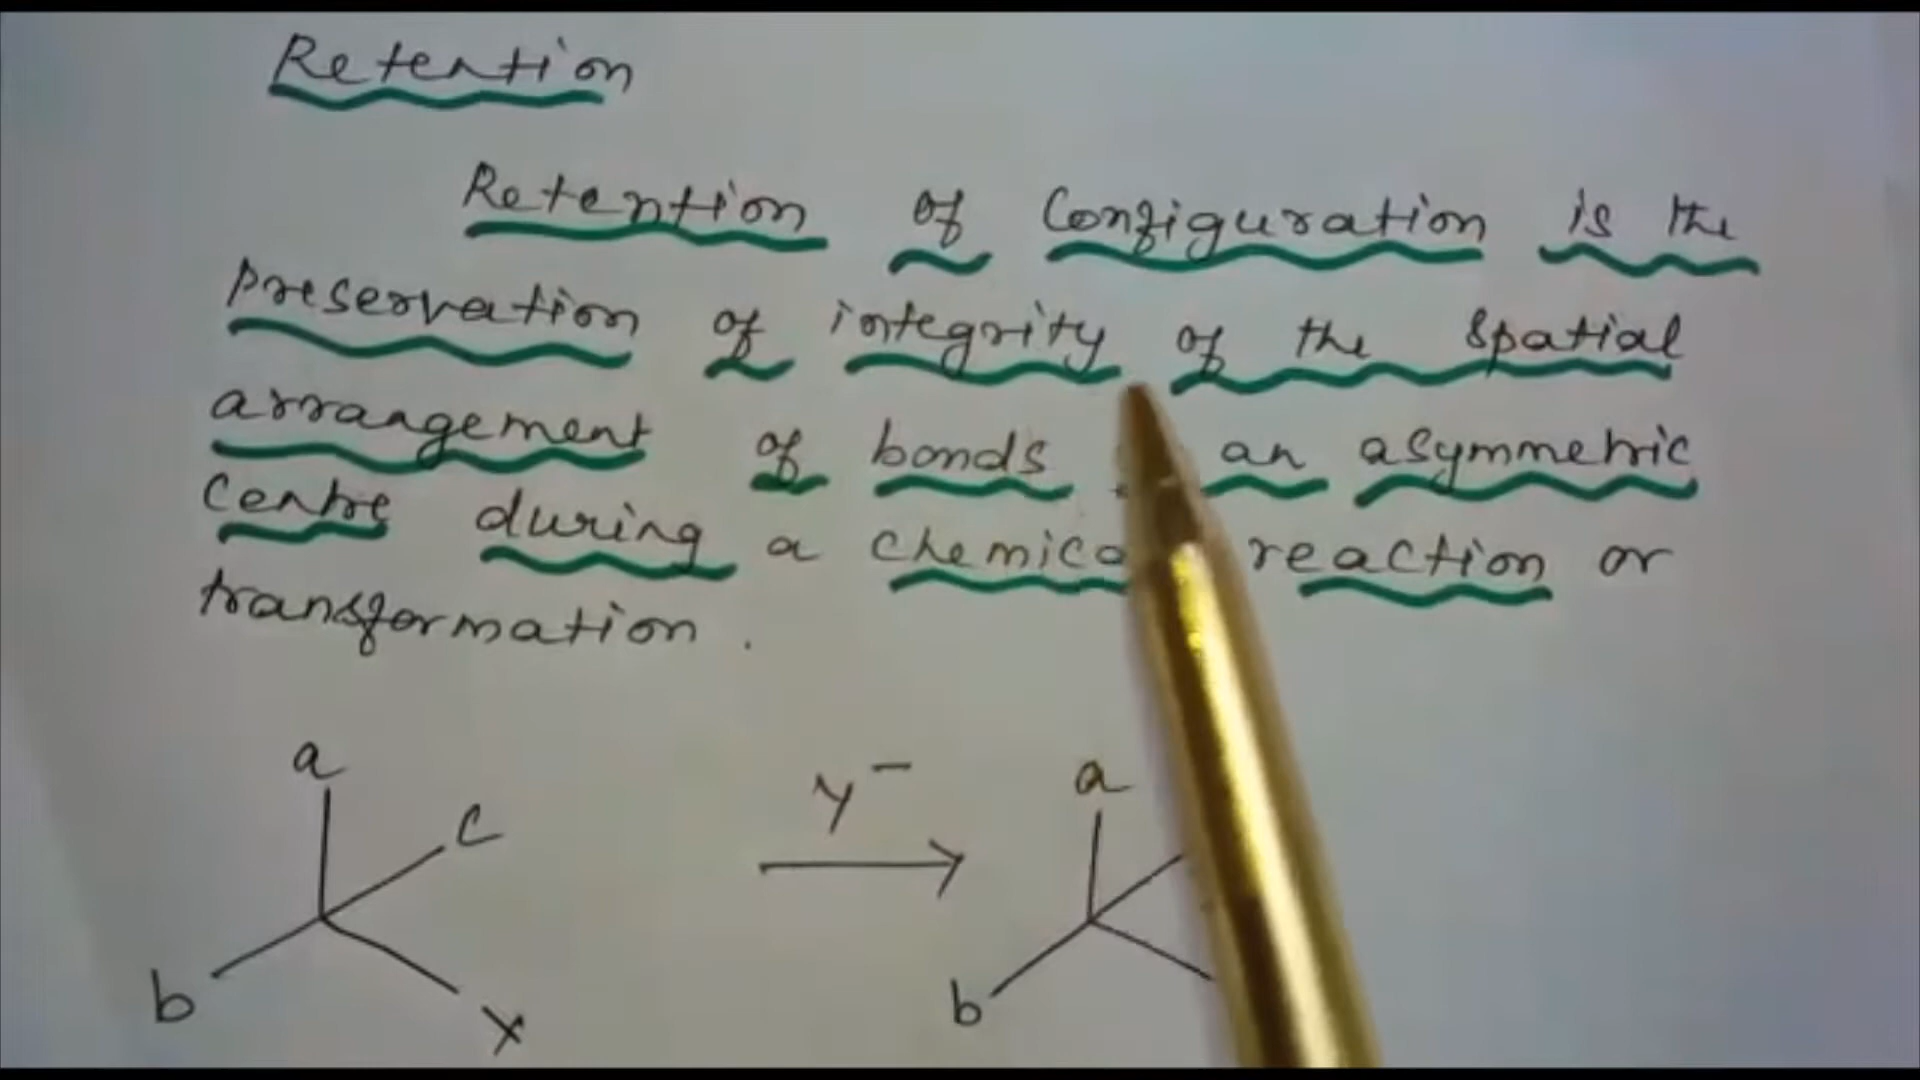 Retention
Retention of Configuration is the
preservation of integrity of the spatial
arrangement of bonds an asymmetric
centre during a chemica reaction or
transformation.
a
c
b
x
y⁻
a
b